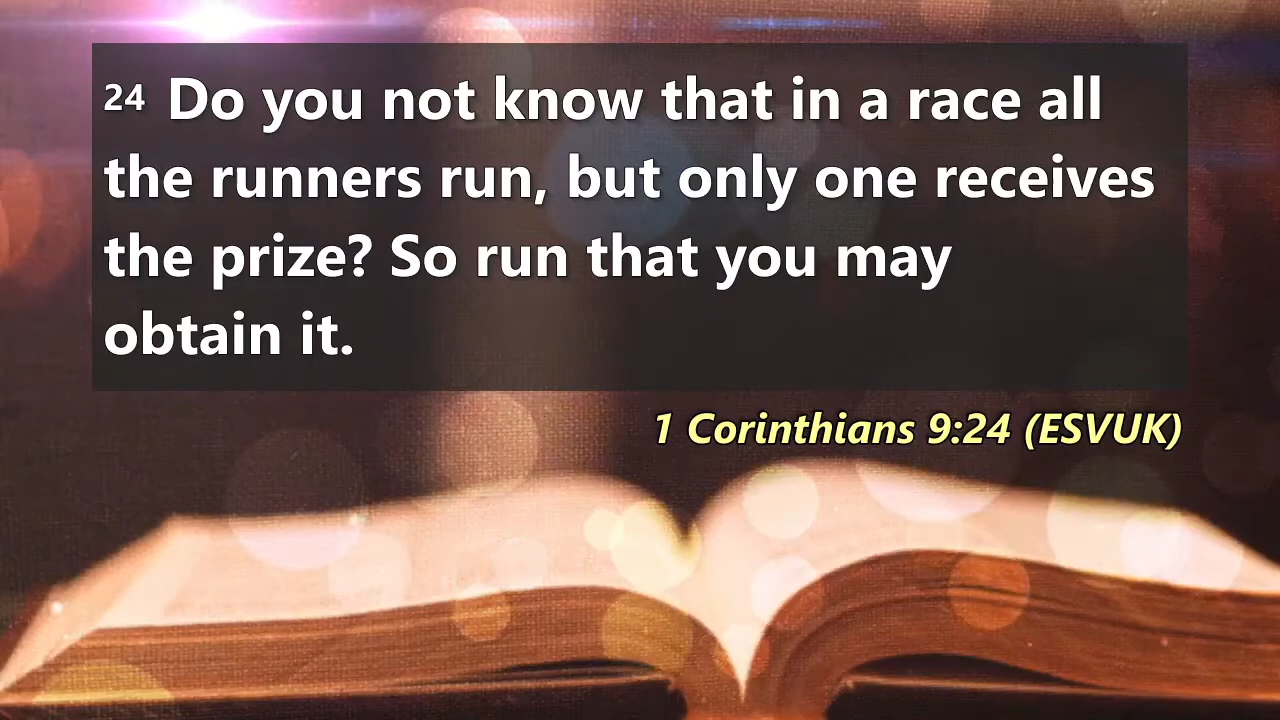 24 Do you not know that in a race all
the runners run, but only one receives
the prize? So run that you may
obtain it.
1 Corinthians 9:24 (ESVUK)